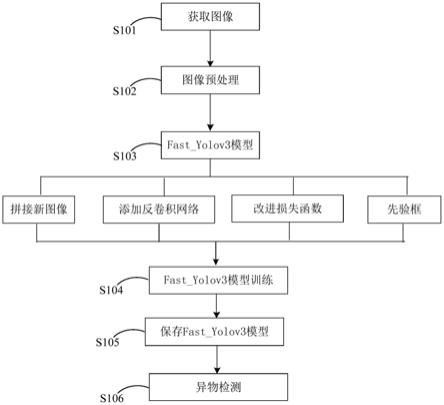 获取图像
S101
图像预处理
S102
Fast_Yolov3模型
S103
拼接新图像
添加反卷积网络
改进损失函数
先验框
Fast_Yolov3模型训练
S104
保存Fast_Yolov3模型
S105
异物检测
S106